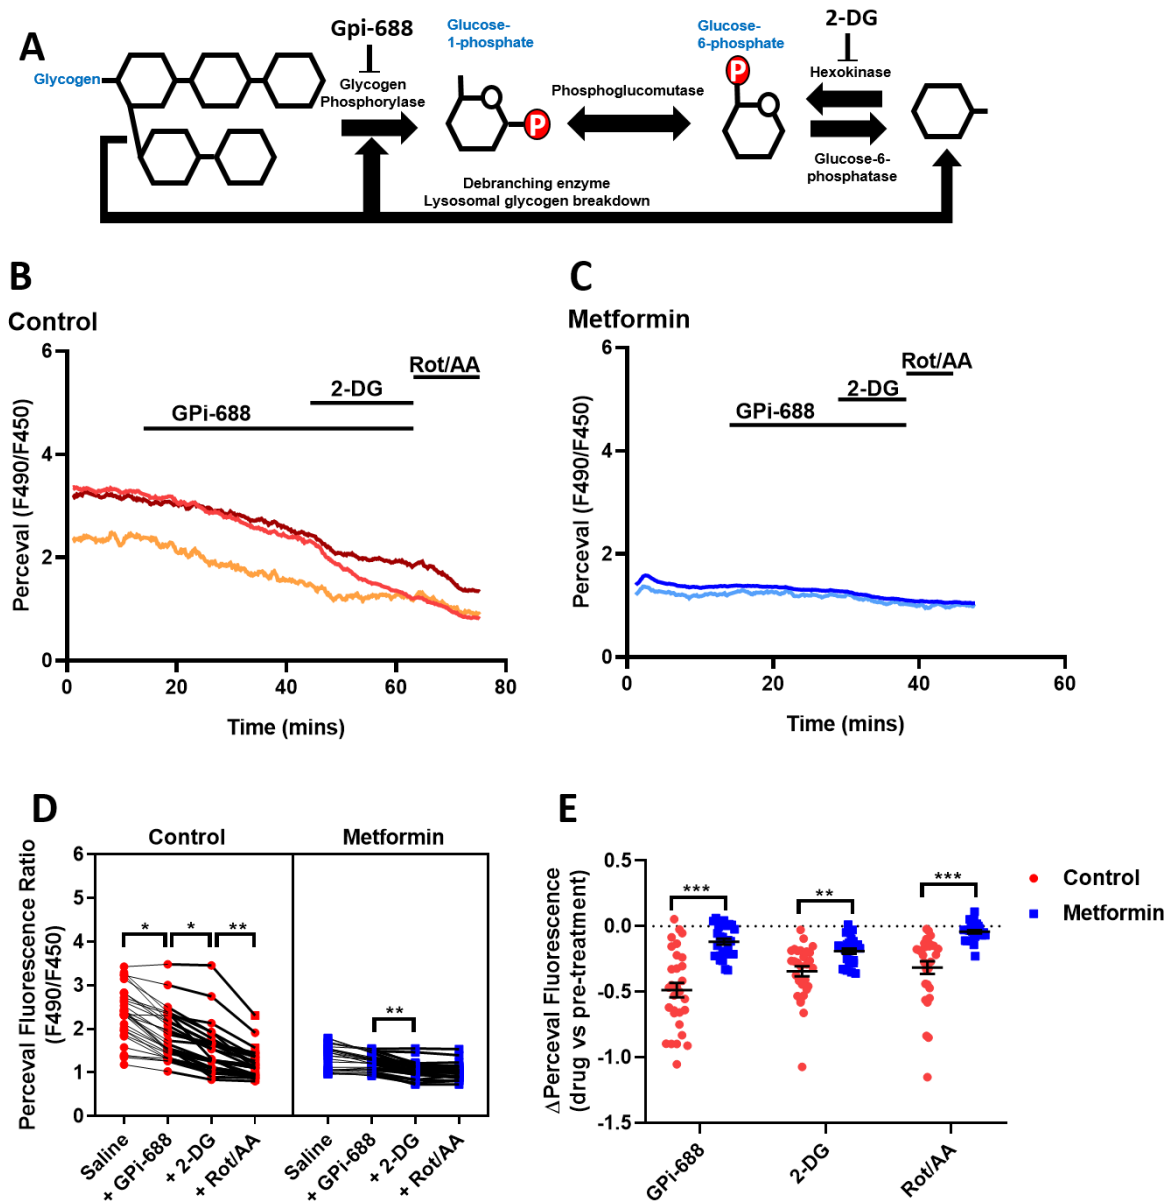 A
Gpi-688
2-DG
Glucose-
1-phosphate
Glucose-
6-phosphate
Glycogen
Glycogen
Phosphorylase
P
Phosphoglucomutase
P
Hexokinase
Glucose-6-
phosphatase
Debranching enzyme
Lysosomal glycogen breakdown
B
Control
Perceval (F490/F450)
6
4
2
0
0 20 40 60 80
Time (mins)
GPi-688
2-DG
Rot/AA
C
Metformin
Perceval (F490/F450)
6
4
2
0
0 20 40 60
Time (mins)
GPi-688
2-DG
Rot/AA
D
Control
Metformin
Perceval Fluorescence Ratio
(F490/F450)
6
5
4
3
2
1
0
* * **
**
Saline
+ GPi-688
+ 2-DG
+ Rot/AA
Saline
+ GPi-688
+ 2-DG
+ Rot/AA
E
ΔPerceval Fluorescence
(drug vs pre-treatment)
0.5
0.0
-0.5
-1.0
-1.5
*** ** ***
GPi-688
2-DG
Rot/AA
Control
Metformin